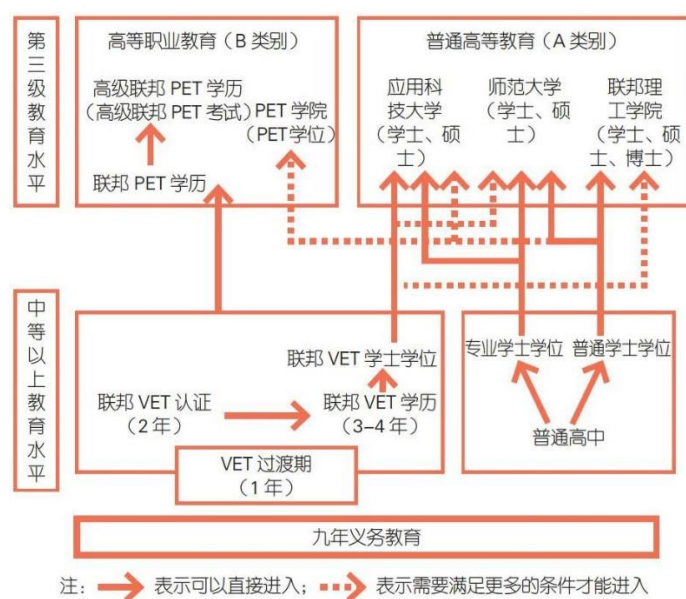 第三级教育水平
高等职业教育（B 类别）
高级联邦 PET 学历
（高级联邦 PET 考试）
PET 学院
（PET 学位）
联邦 PET 学历
普通高等教育（A 类别）
应用科
技大学
（学士、硕
士）
师范大学
（学士、硕
士）
联邦理
工学院
（学士、硕
士、博士）
中等以上教育水平
联邦 VET 学士学位
联邦 VET 认证
（2 年）
联邦 VET 学历
（3–4 年）
VET 过渡期
（1 年）
专业学士学位
普通学士学位
普通高中
九年义务教育
注： 表示可以直接进入； 表示需要满足更多的条件才能进入